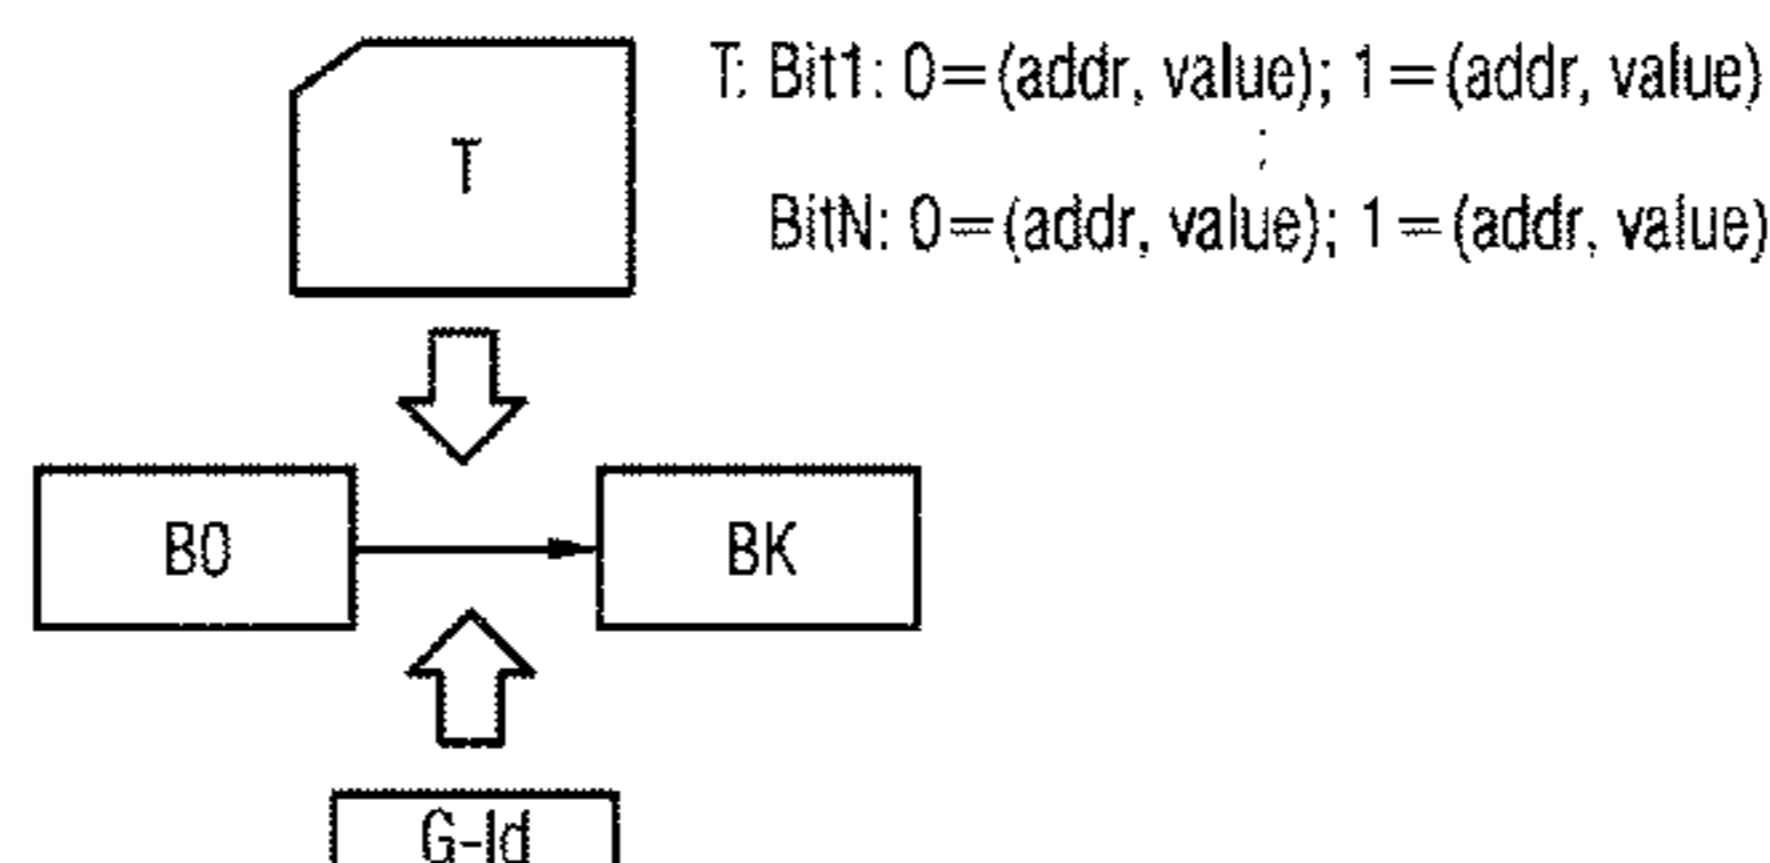 T: Bit1: 0=(addr, value); 1=(addr, value)
T
:
BitN: 0=(addr, value); 1=(addr, value)
B0
BK
G-Id